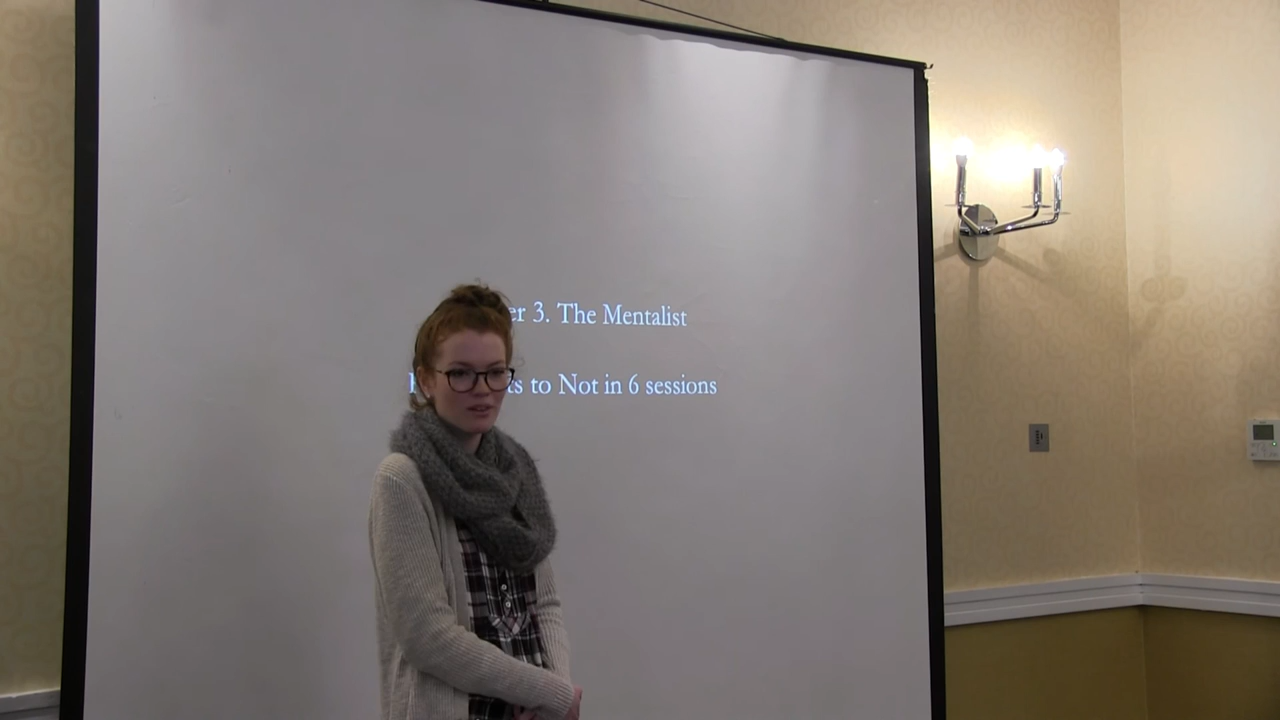 er 3. The Mentalist
ts to Not in 6 sessions